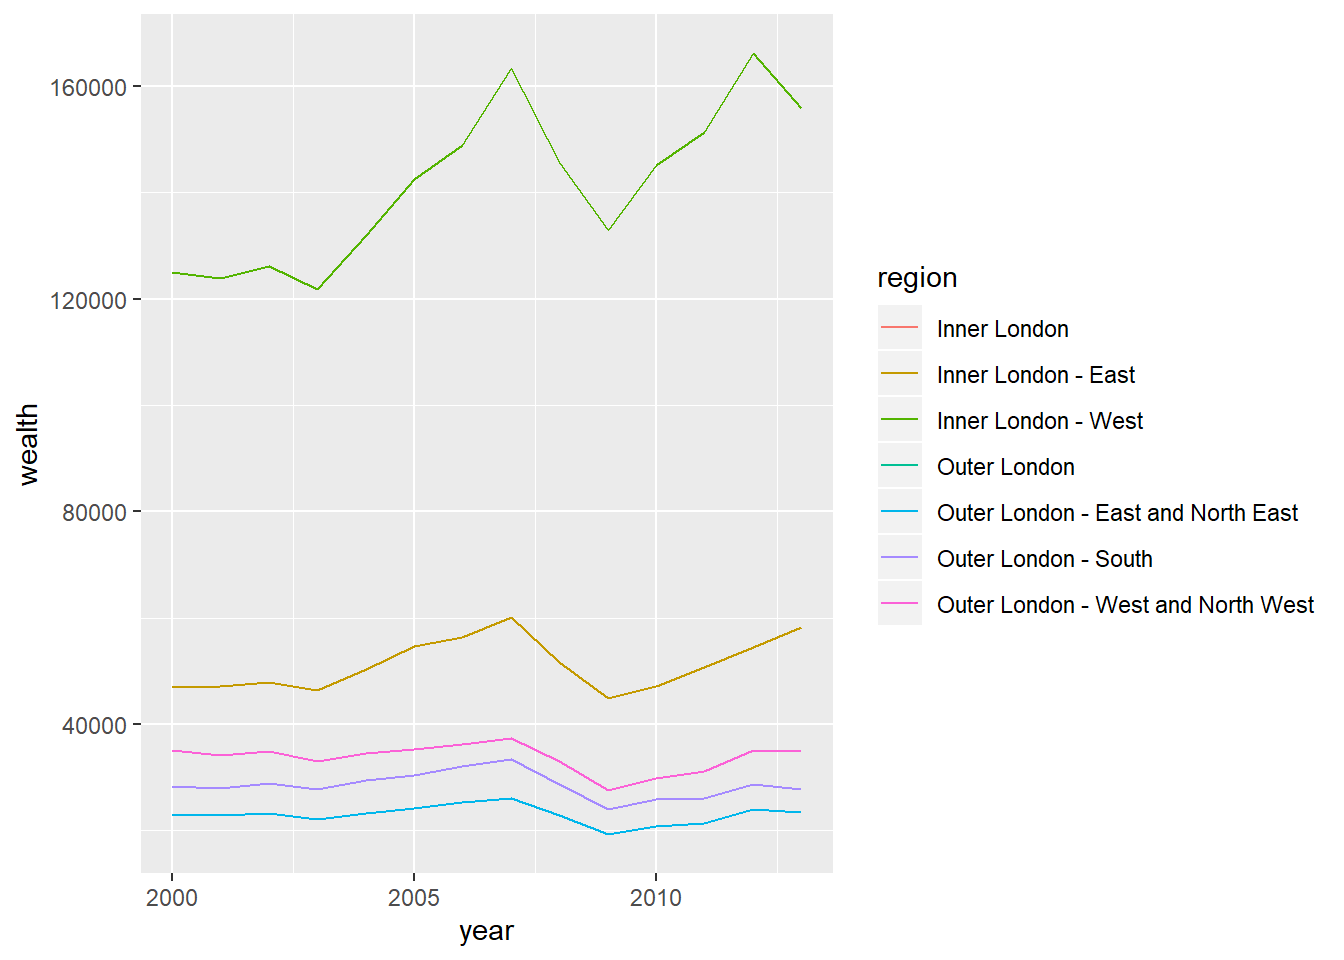 160000
120000
80000
40000
wealth
2000
2005
2010
year
region
Inner London
Inner London - East
Inner London - West
Outer London
Outer London - East and North East
Outer London - South
Outer London - West and North West